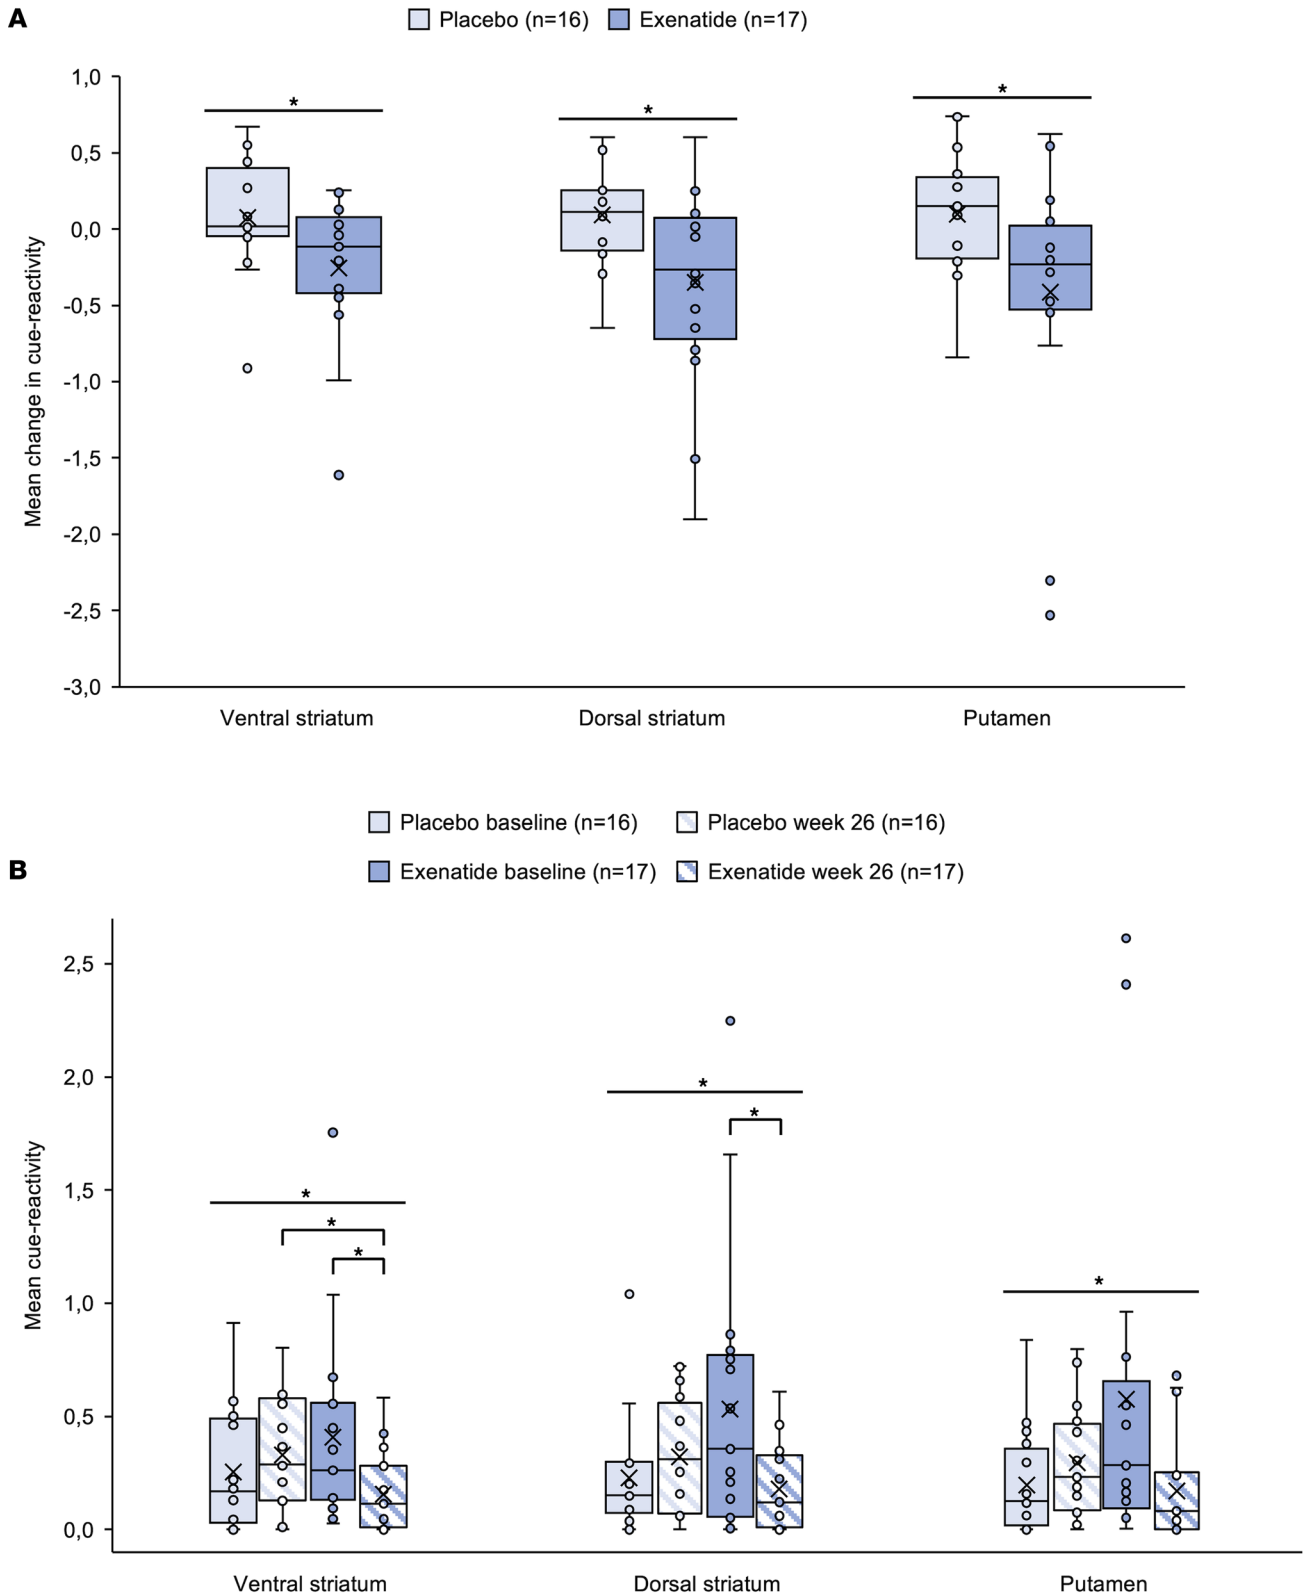 A
Placebo (n=16) Exenatide (n=17)
Mean change in cue-reactivity
1,0
0,5
0,0
-0,5
-1,0
-1,5
-2,0
-2,5
-3,0
* * *
Ventral striatum Dorsal striatum Putamen
Placebo baseline (n=16) Placebo week 26 (n=16)
B
Exenatide baseline (n=17) Exenatide week 26 (n=17)
Mean cue-reactivity
2,5
2,0
1,5
1,0
0,5
0,0
*
*
*
*
*
*
Ventral striatum Dorsal striatum Putamen